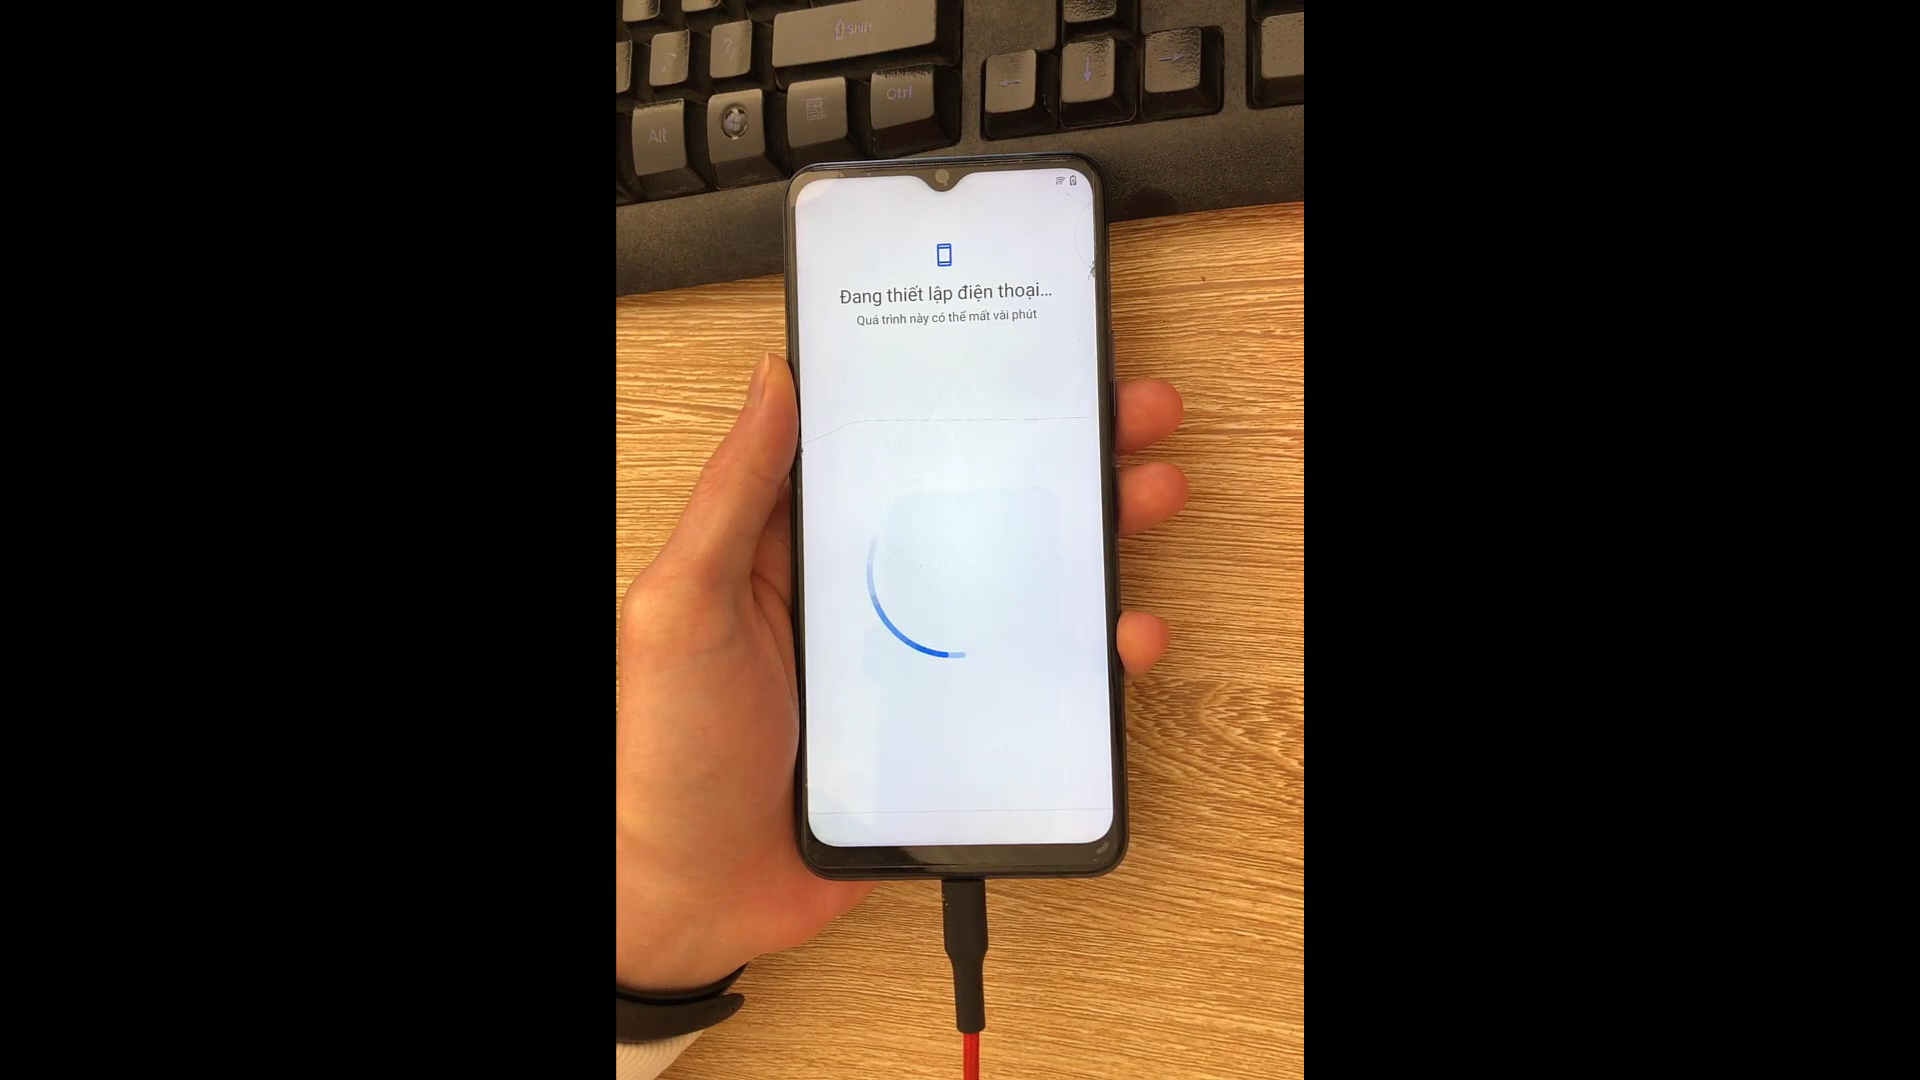 Shift
?
Alt
Ctrl
Đang thiết lập điện thoại...
Quá trình này có thể mất vài phút